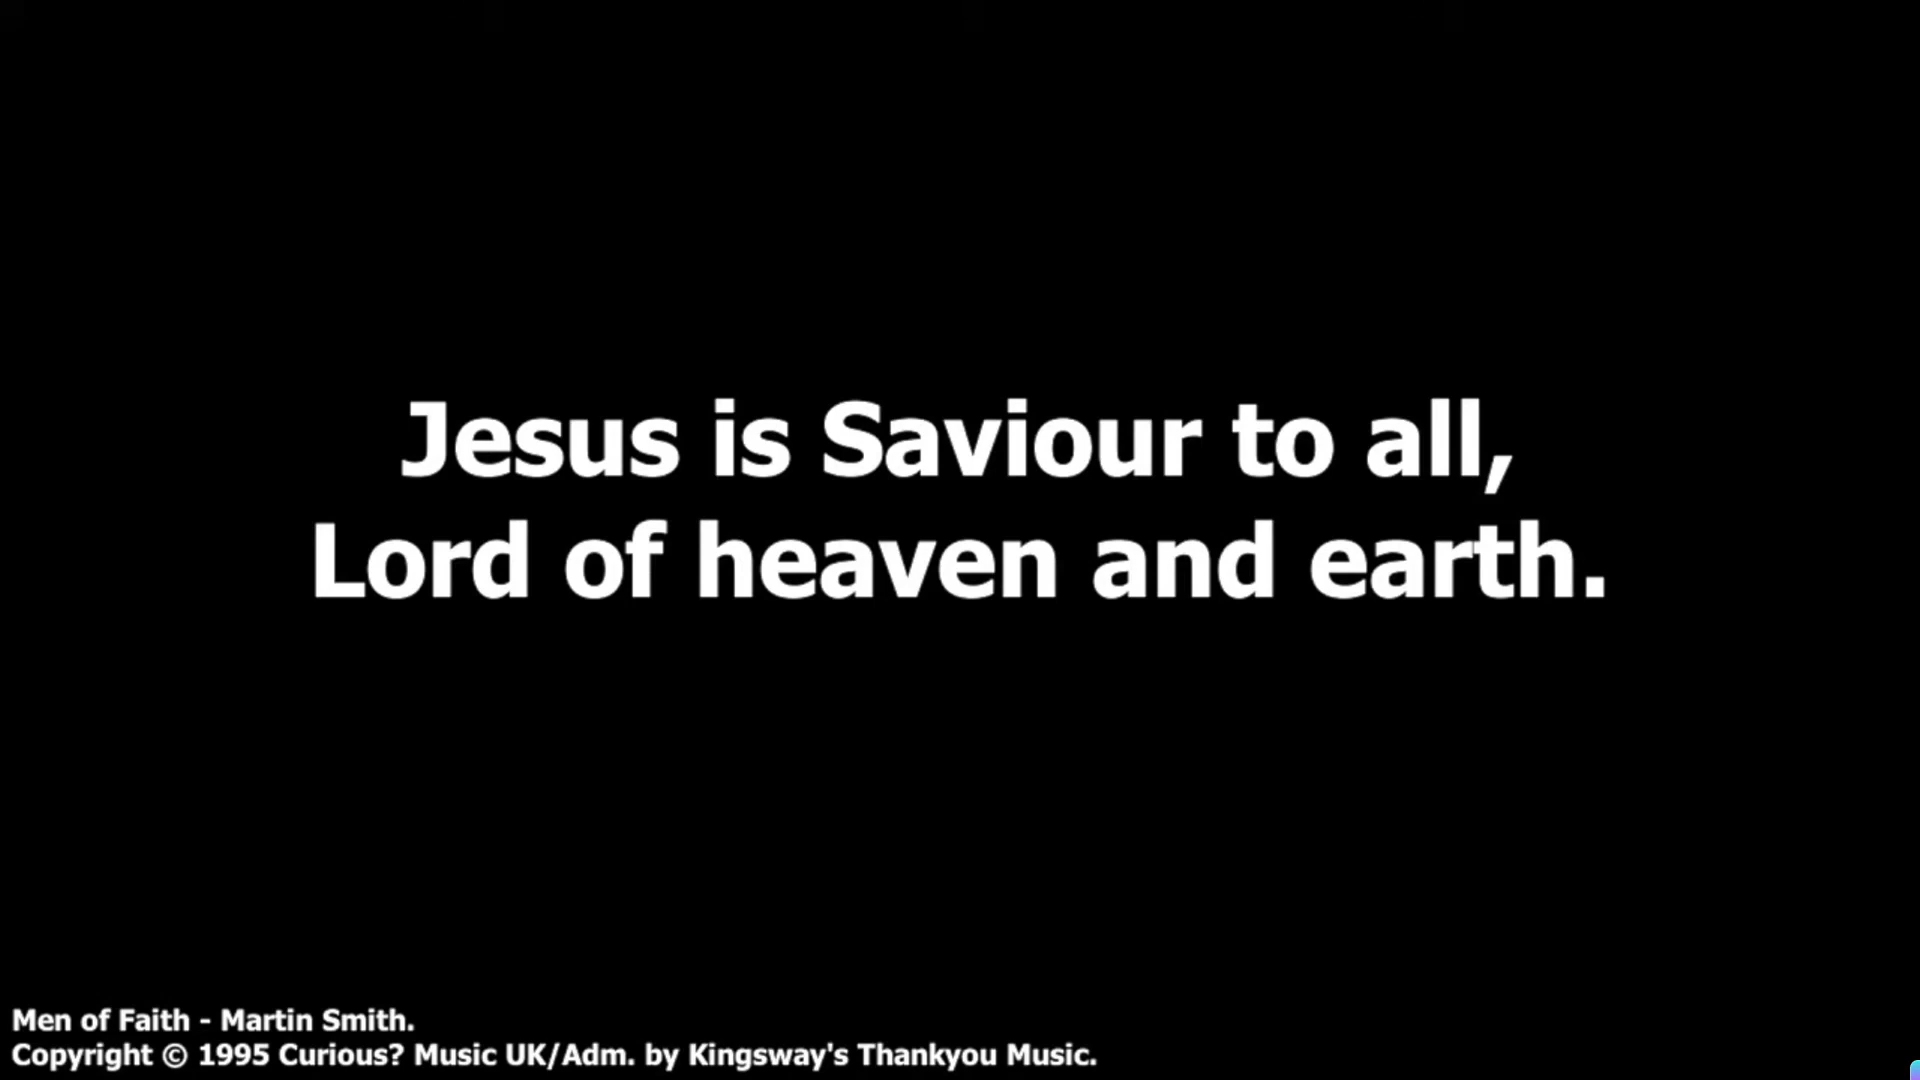 Jesus is Saviour to all,
Lord of heaven and earth.
Men of Faith - Martin Smith.
Copyright © 1995 Curious? Music UK/Adm. by Kingsway's Thankyou Music.